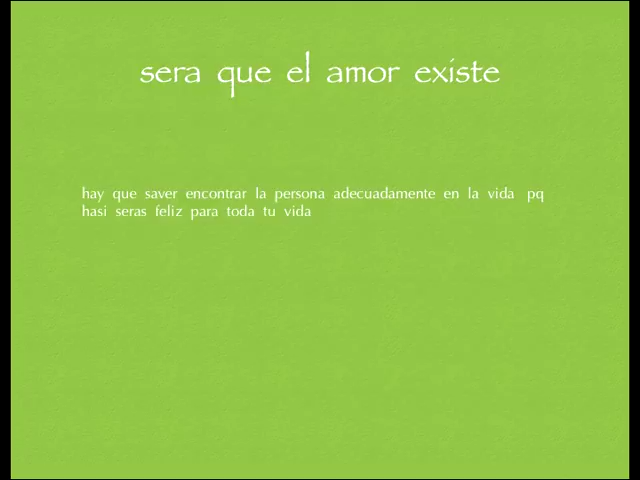 sera que el amor existe
hay que saver encontrar la persona adecuadamente en la vida pq
hasi seras feliz para toda tu vida